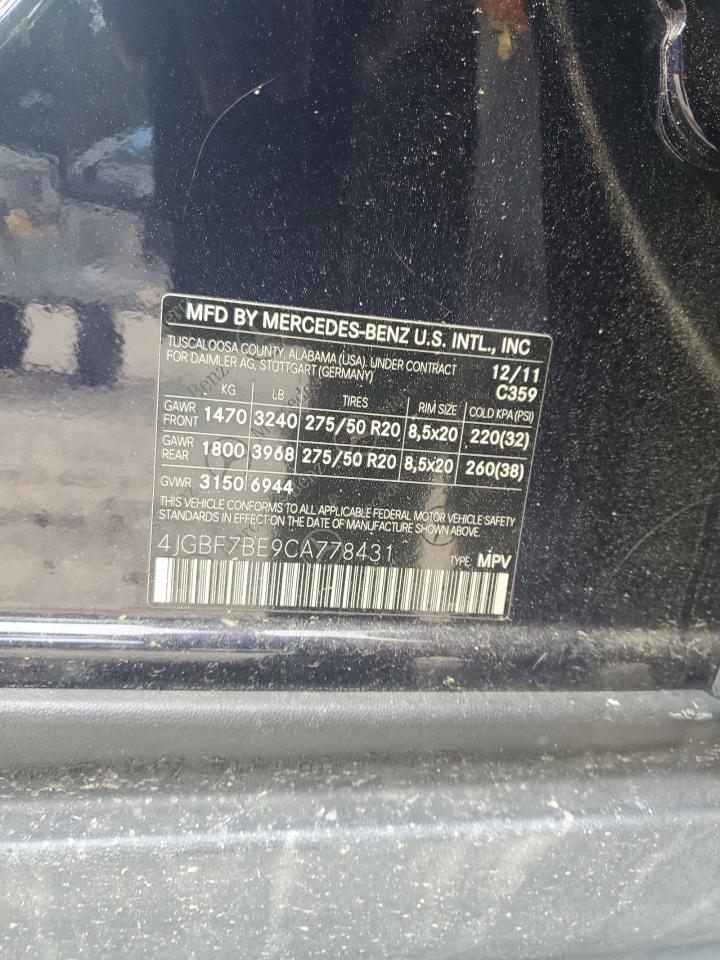 MFD BY MERCEDES-BENZ U.S. INTL., INC
TUSCALOOSA COUNTY, ALABAMA (USA), UNDER CONTRACT 12/11
FOR DAIMLER AG, STUTTGART (GERMANY) C359
KG LB TIRES RIM SIZE COLD KPA(PSI)
GAWR FRONT 1470 3240 275/50 R20 8,5x20 220(32)
GAWR REAR 1800 3968 275/50 R20 8,5x20 260(38)
GVWR 3150 6944
THIS VEHICLE CONFORMS TO ALL APPLICABLE FEDERAL MOTOR VEHICLE SAFETY
STANDARDS IN EFFECT ON THE DATE OF MANUFACTURE SHOWN ABOVE.
4JGBF7BE9CA778431 TYPE: MPV